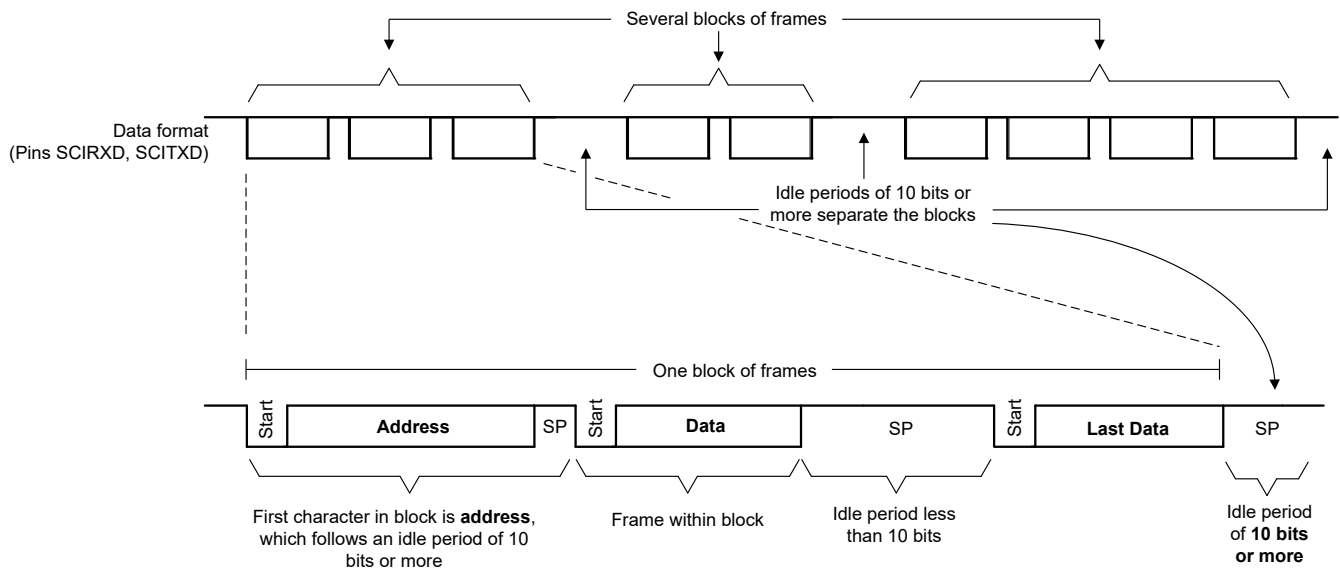 Several blocks of frames
Data format
(Pins SCIRXD, SCITXD)
Idle periods of 10 bits or
more separate the blocks
One block of frames
Start
Address
SP
Start
Data
SP
Start
Last Data
SP
First character in block is address,
which follows an idle period of 10
bits or more
Frame within block
Idle period less
than 10 bits
Idle period
of 10 bits
or more